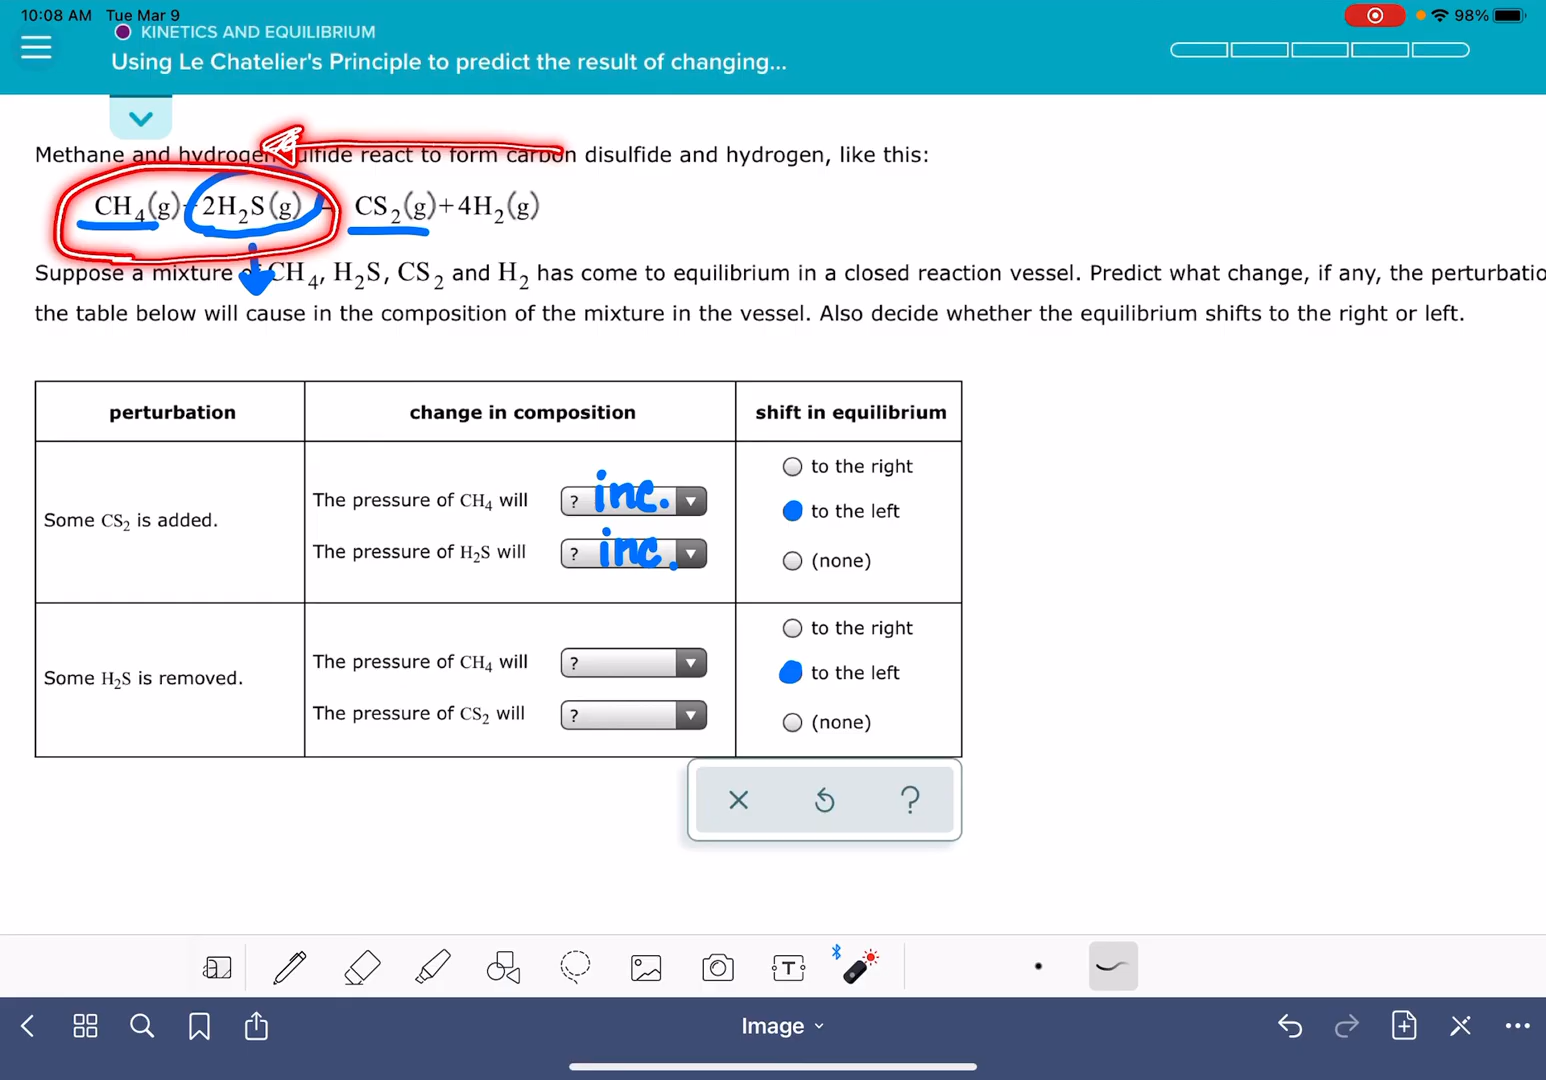 10:08 AM Tue Mar 9
98%
KINETICS AND EQUILIBRIUM
Using Le Chatelier's Principle to predict the result of changing...
Methane and hydrogen sulfide react to form carbon disulfide and hydrogen, like this:
CH4(g) 2H2S(g) CS2(g)+4H2(g)
Suppose a mixture of CH4, H2S, CS2 and H2 has come to equilibrium in a closed reaction vessel. Predict what change, if any, the perturbatio
the table below will cause in the composition of the mixture in the vessel. Also decide whether the equilibrium shifts to the right or left.
perturbation change in composition shift in equilibrium
Some CS2 is added.
The pressure of CH4 will ? inc.
The pressure of H2S will ? inc.
to the right
to the left
(none)
Some H2S is removed.
The pressure of CH4 will ?
The pressure of CS2 will ?
to the right
to the left
(none)
?
T
Image